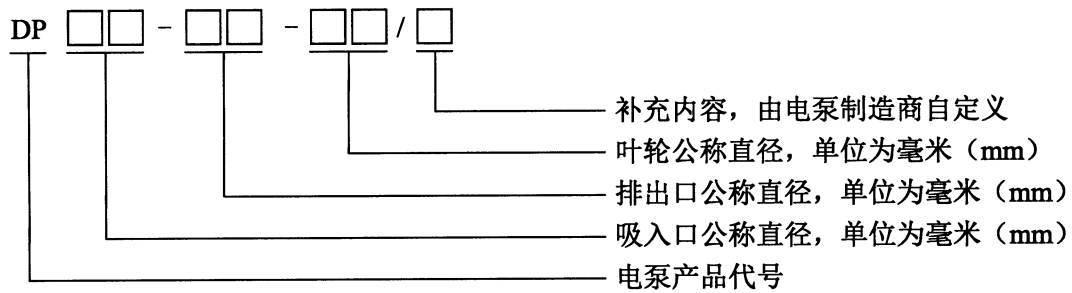 DP □□-□□-□□/□
补充内容，由电泵制造商自定义
叶轮公称直径，单位为毫米（mm）
排出口公称直径，单位为毫米（mm）
吸入口公称直径，单位为毫米（mm）
电泵产品代号